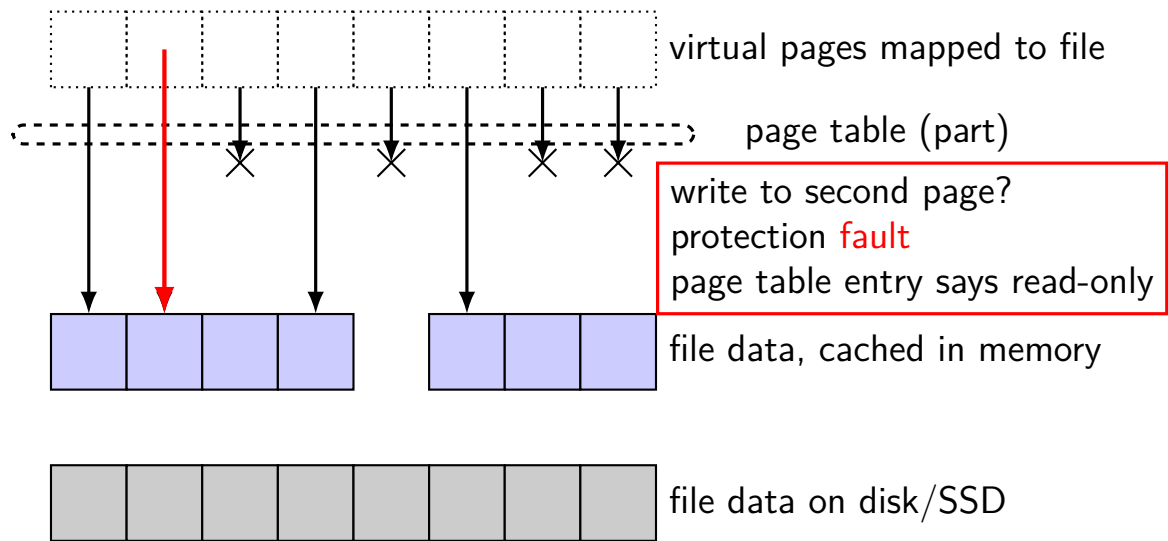 virtual pages mapped to file
page table (part)
write to second page?
protection fault
page table entry says read-only
file data, cached in memory
file data on disk/SSD